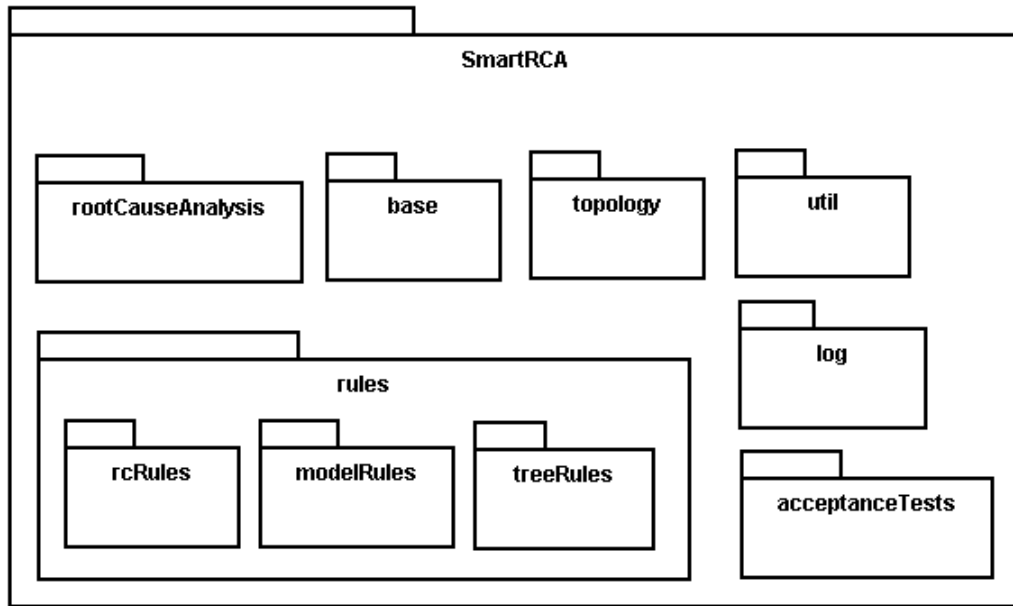 SmartRCA
rootCauseAnalysis
base
topology
util
log
rules
rcRules
modelRules
treeRules
acceptanceTests